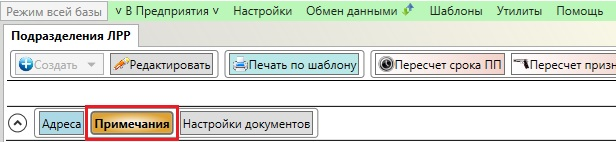 Режим всей базы ˅ В Предприятия ˅ Настройки Обмен данными Шаблоны Утилиты Помощь
Подразделения ЛРР
Создать Редактировать Печать по шаблону Пересчет срока ПП Пересчет призн
Адреса Примечания Настройки документов